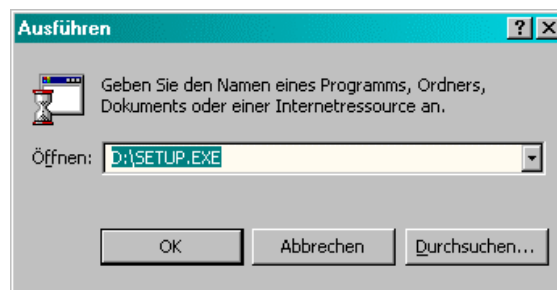 Ausführen
Geben Sie den Namen eines Programms, Ordners,
Dokuments oder einer Internetressource an.
Öffnen: D:\SETUP.EXE
OK Abbrechen Durchsuchen...